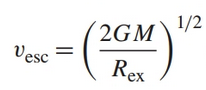 v_esc = (2GM / R_ex)^1/2